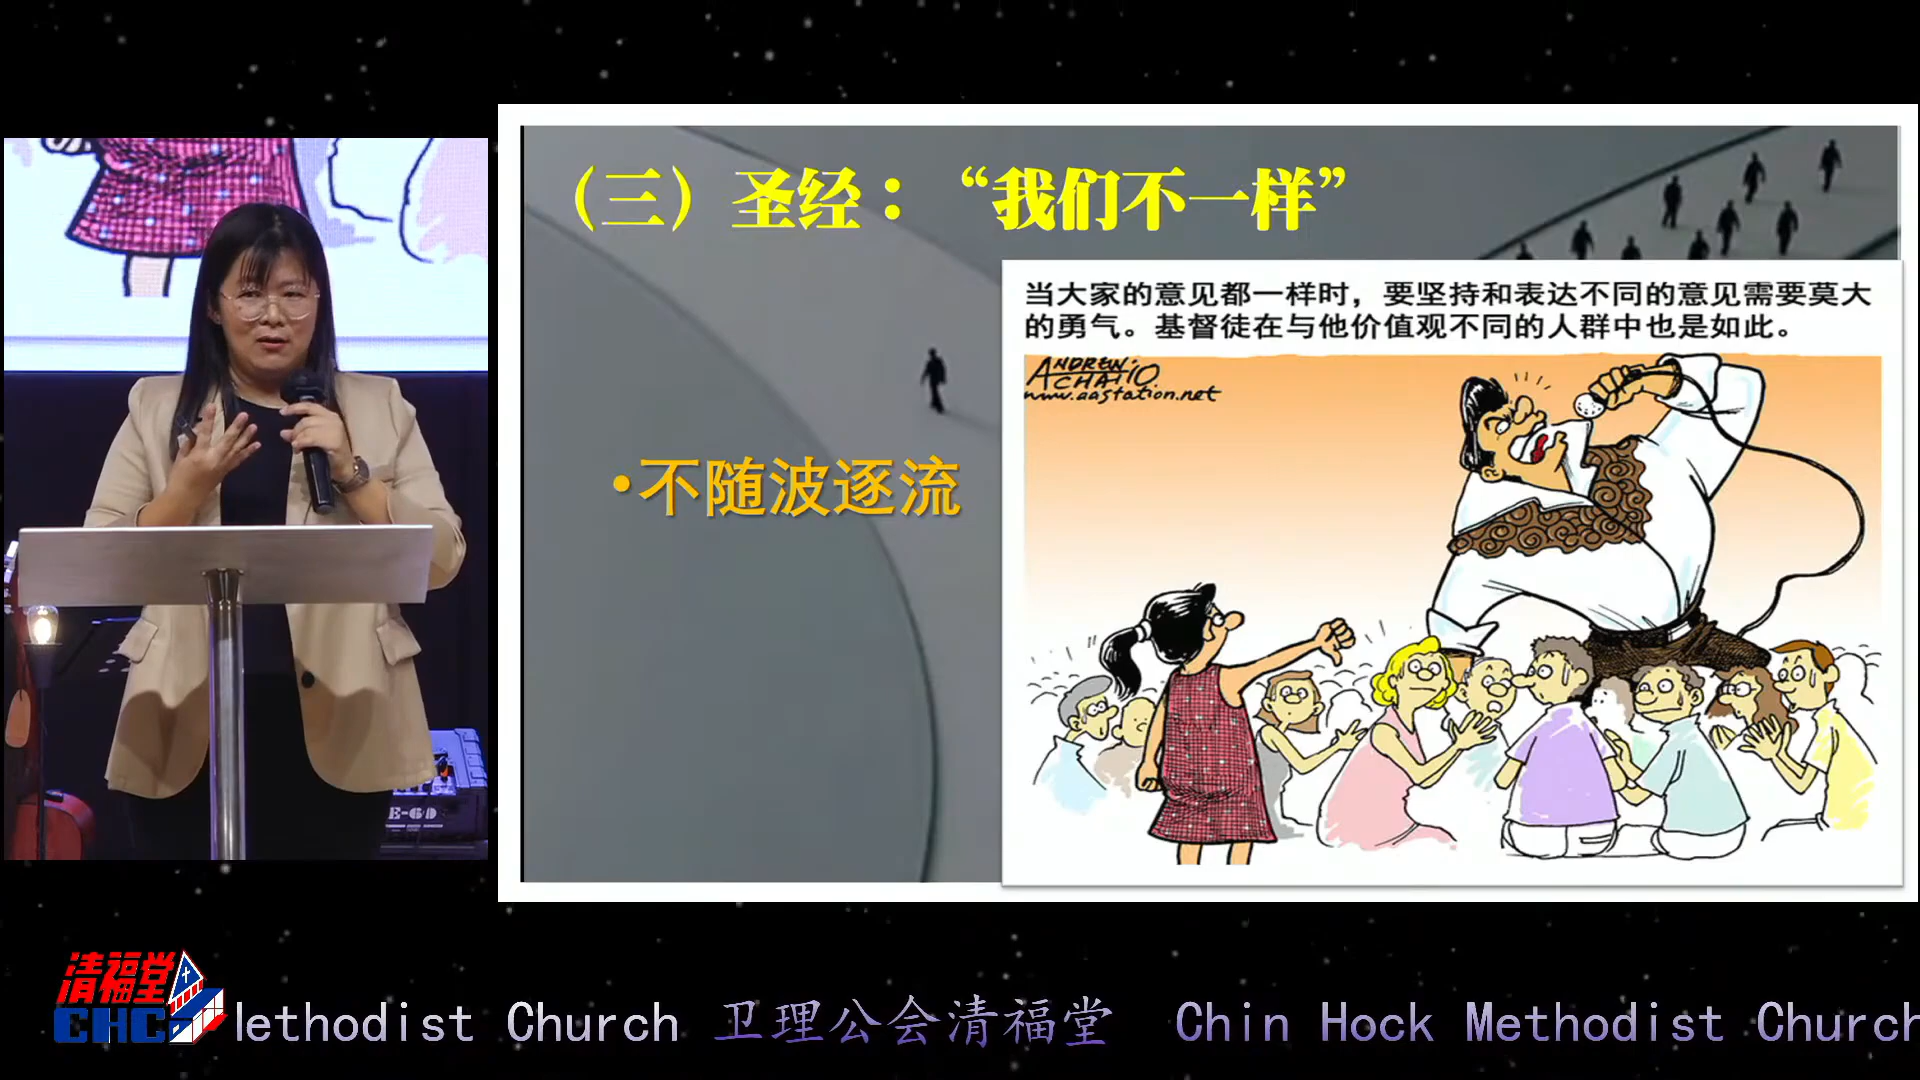 （三）圣经：“我们不一样”
当大家的意见都一样时，要坚持和表达不同的意见需要莫大
的勇气。基督徒在与他价值观不同的人群中也是如此。
ANDREW
CHATIO
www.aastation.net
•不随波逐流
E-60
清福堂
CHC
lethodist Church 卫理公会清福堂 Chin Hock Methodist Church